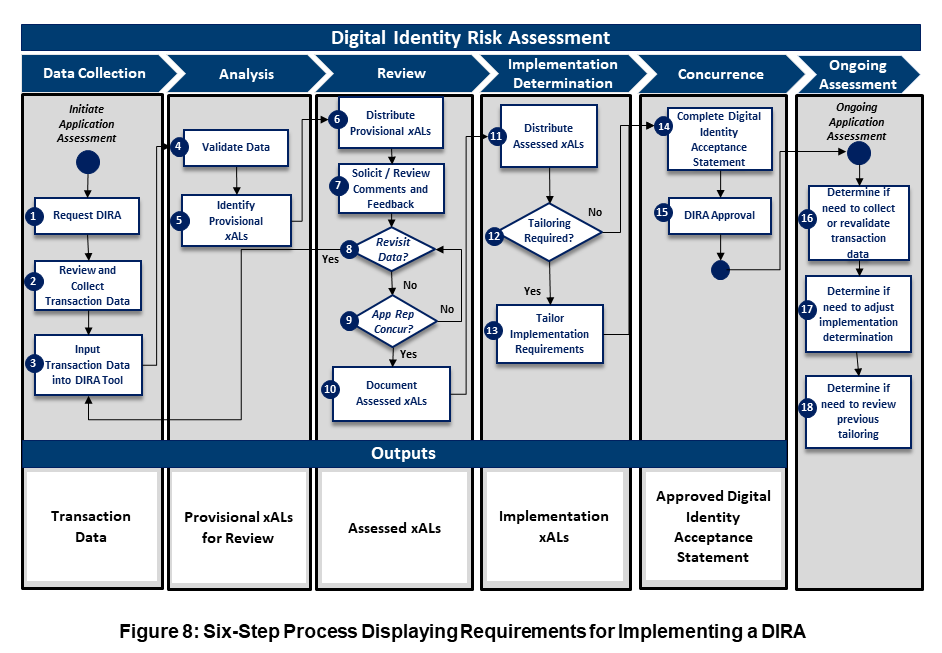 Digital Identity Risk Assessment
Data Collection
Analysis
Review
Implementation
Determination
Concurrence
Ongoing
Assessment
Initiate
Application
Assessment
1
Request DIRA
2
Review and
Collect
Transaction Data
3
Input
Transaction Data
into DIRA Tool
4
Validate Data
5
Identify
Provisional
xALs
6
Distribute
Provisional xALs
7
Solicit / Review
Comments and
Feedback
8
Revisit
Data?
Yes
No
9
App Rep
Concur?
No
Yes
10
Document
Assessed xALs
11
Distribute
Assessed xALs
12
Tailoring
Required?
No
Yes
13
Tailor
Implementation
Requirements
14
Complete Digital
Identity
Acceptance
Statement
15
DIRA Approval
Ongoing
Application
Assessment
16
Determine if
need to collect
or revalidate
transaction
data
17
Determine if
need to adjust
implementation
determination
18
Determine if
need to review
previous
tailoring
Outputs
Transaction
Data
Provisional xALs
for Review
Assessed xALs
Implementation
xALs
Approved Digital
Identity
Acceptance
Statement
Figure 8: Six-Step Process Displaying Requirements for Implementing a DIRA